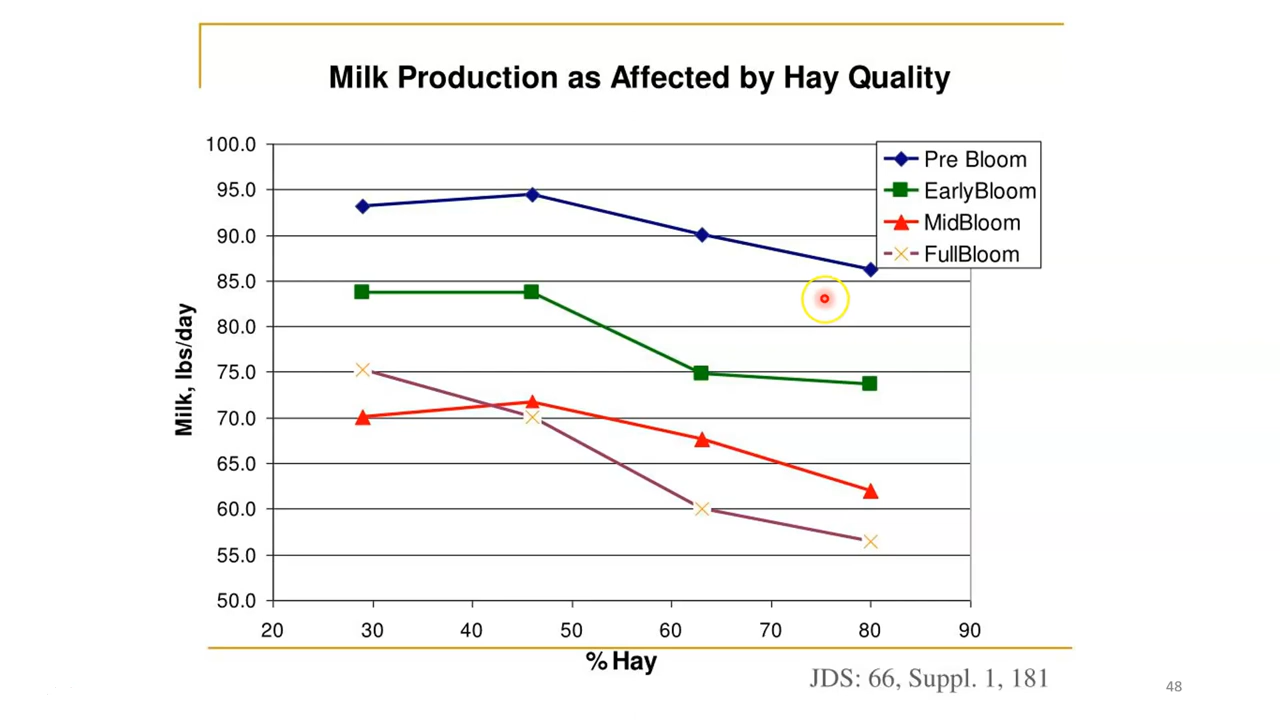 Milk Production as Affected by Hay Quality
100.0
95.0
90.0
85.0
80.0
75.0
70.0
65.0
60.0
55.0
50.0
Milk, lbs/day
Pre Bloom
EarlyBloom
MidBloom
FullBloom
20 30 40 50 60 70 80 90
% Hay
JDS: 66, Suppl. 1, 181
48